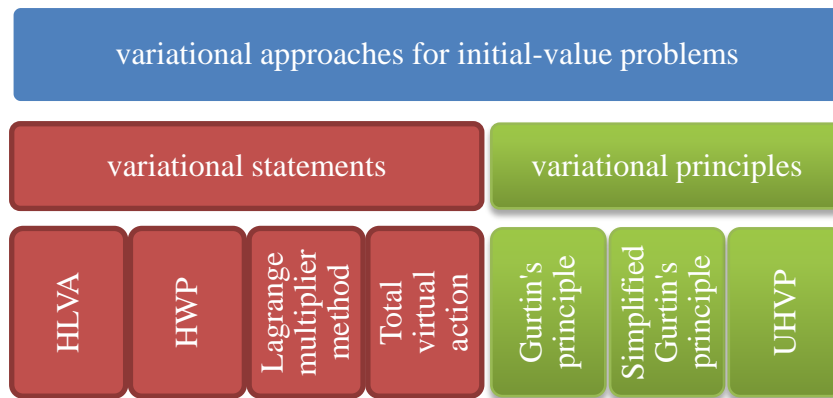 variational approaches for initial-value problems
variational statements
variational principles
HLVA
HWP
Lagrange
multiplier
method
Total
virtual
action
Gurtin's
principle
Simplified
Gurtin's
principle
UHVP